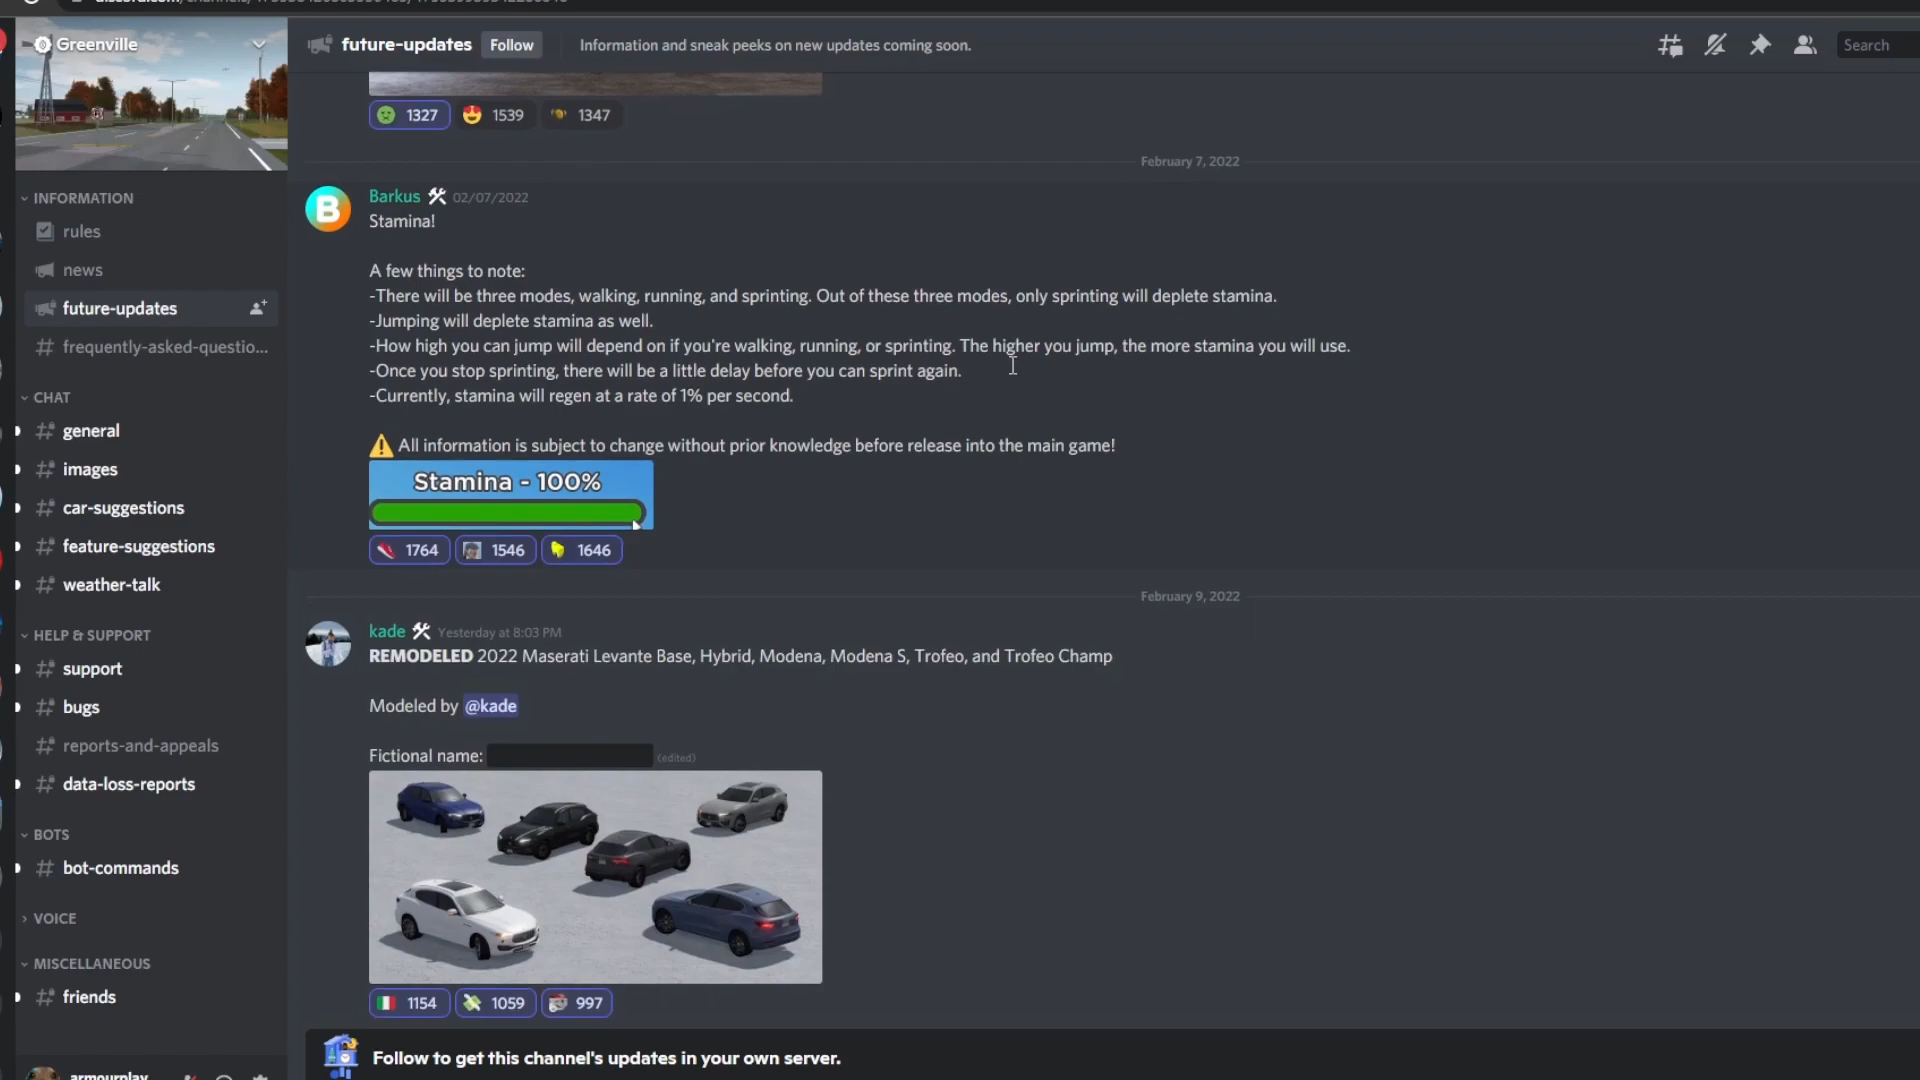 Greenville
future-updates
Follow
Information and sneak peeks on new updates coming soon.
Search
INFORMATION
rules
news
future-updates
frequently-asked-questio...
CHAT
general
images
car-suggestions
feature-suggestions
weather-talk
HELP & SUPPORT
support
bugs
reports-and-appeals
data-loss-reports
BOTS
bot-commands
VOICE
MISCELLANEOUS
friends
armourplay
1327 1539 1347
February 7, 2022
B
Barkus 02/07/2022
Stamina!
A few things to note:
-There will be three modes, walking, running, and sprinting. Out of these three modes, only sprinting will deplete stamina.
-Jumping will deplete stamina as well.
-How high you can jump will depend on if you're walking, running, or sprinting. The higher you jump, the more stamina you will use.
-Once you stop sprinting, there will be a little delay before you can sprint again.
-Currently, stamina will regen at a rate of 1% per second.
All information is subject to change without prior knowledge before release into the main game!
Stamina - 100%
1764 1546 1646
February 9, 2022
kade Yesterday at 8:03 PM
REMODELED 2022 Maserati Levante Base, Hybrid, Modena, Modena S, Trofeo, and Trofeo Champ
Modeled by @kade
Fictional name: (edited)
1154 1059 997
Follow to get this channel's updates in your own server.